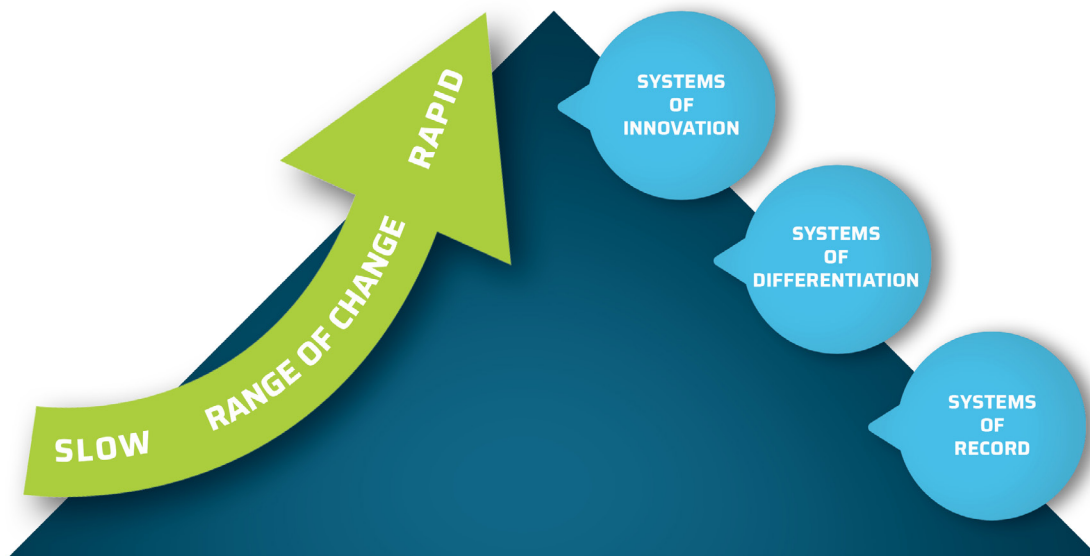 SLOW RANGE OF CHANGE RAPID
SYSTEMS
OF
INNOVATION
SYSTEMS
OF
DIFFERENTIATION
SYSTEMS
OF
RECORD